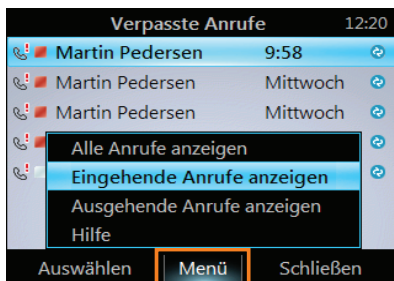 Verpasste Anrufe 12:20
Martin Pedersen 9:58
Martin Pedersen Mittwoch
Martin Pedersen Mittwoch
Alle Anrufe anzeigen
Eingehende Anrufe anzeigen
Ausgehende Anrufe anzeigen
Hilfe
Auswählen Menü Schließen